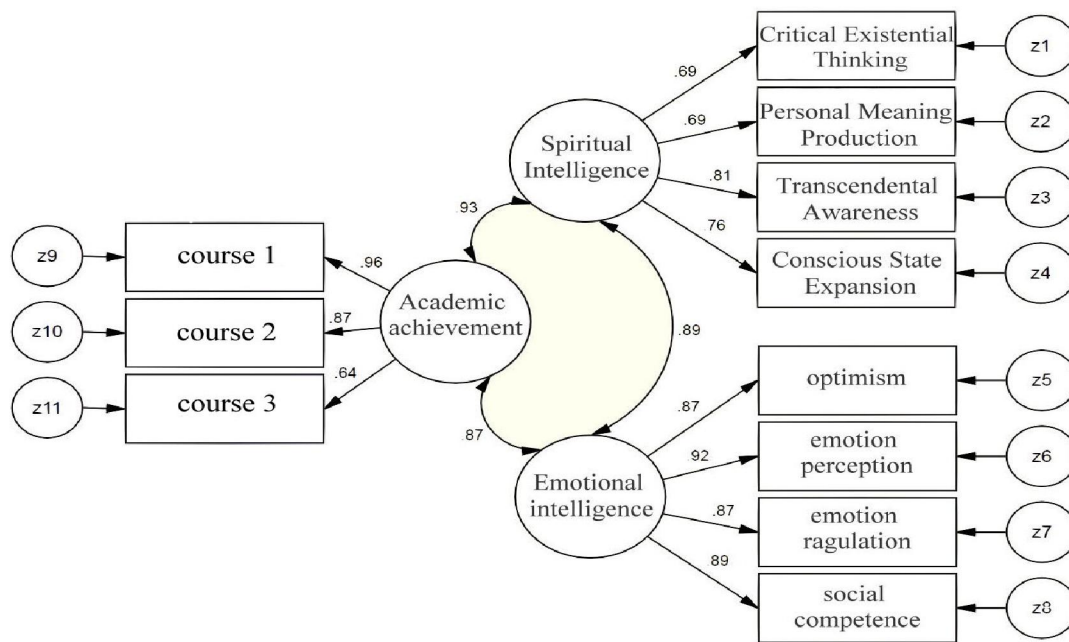 Critical Existential
Thinking
z1
.69
Personal Meaning
Production
z2
.69
Spiritual
Intelligence
Transcendental
Awareness
z3
.81
.76
Conscious State
Expansion
z4
.93
z9
course 1
.96
Academic
achievement
z10
course 2
.87
.89
z11
course 3
.64
.87
optimism
z5
.87
emotion
perception
z6
.92
Emotional
intelligence
emotion
ragulation
z7
.87
.89
social
competence
z8